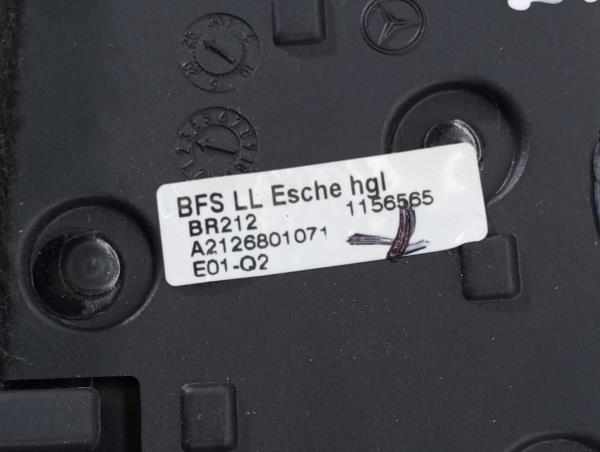 BFS LL Esche hgl
BR212 1156565
A2126801071
E01-Q2